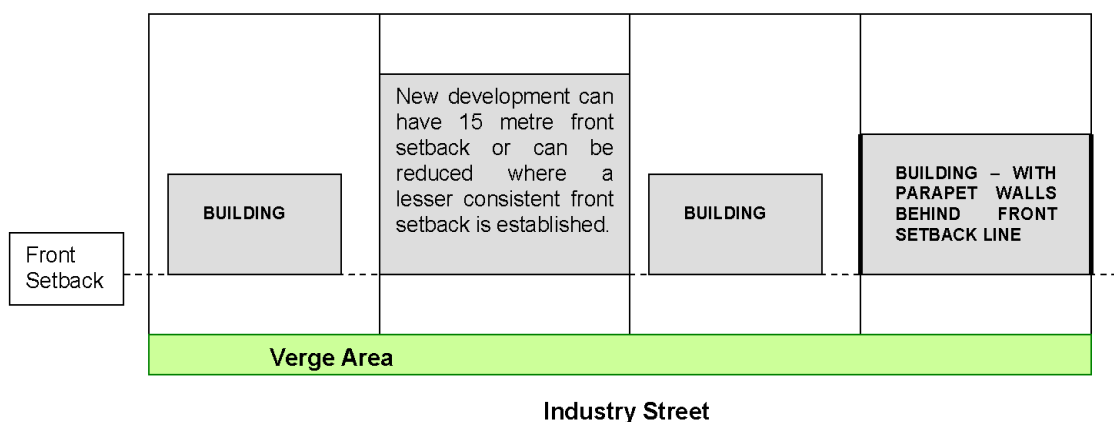 New development can
have 15 metre front
setback or can be
reduced where a
lesser consistent front
setback is established.
BUILDING
BUILDING
BUILDING – WITH
PARAPET WALLS
BEHIND FRONT
SETBACK LINE
Front
Setback
Verge Area
Industry Street